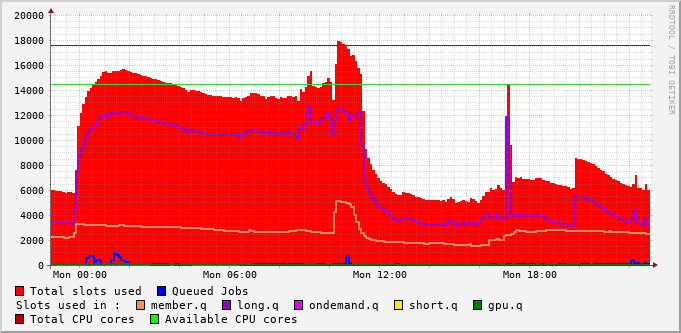 20000
18000
16000
14000
12000
10000
8000
6000
4000
2000
0
Mon 00:00 Mon 06:00 Mon 12:00 Mon 18:00
RRDTOOL / TOBI OETIKER
Total slots used Queued Jobs
Slots used in : member.q long.q ondemand.q short.q gpu.q
Total CPU cores Available CPU cores